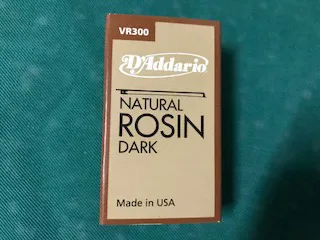 VR300
D'Addario
NATURAL
ROSIN
DARK
Made in USA